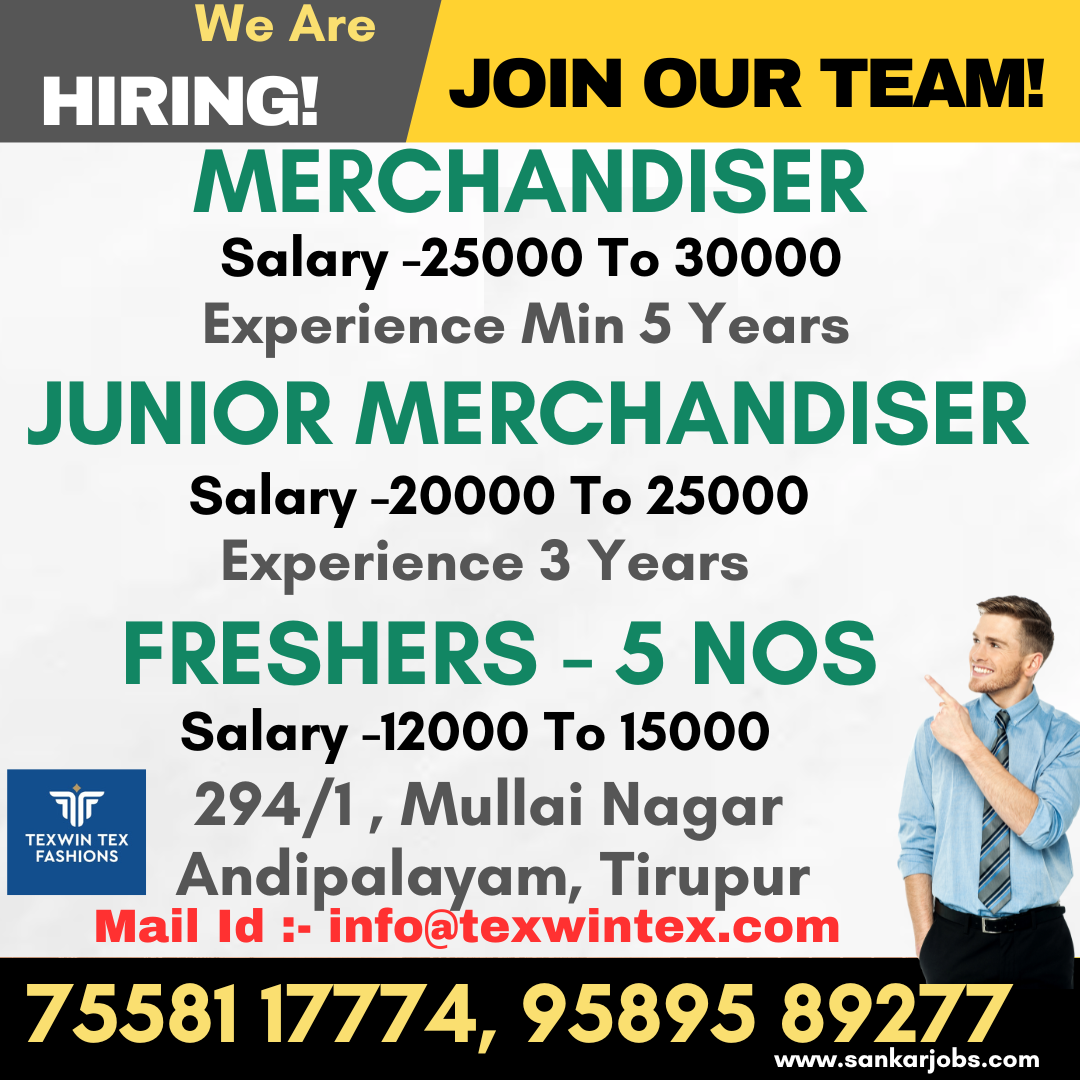 We Are
HIRING!
JOIN OUR TEAM!
MERCHANDISER
Salary -25000 To 30000
Experience Min 5 Years
JUNIOR MERCHANDISER
Salary -20000 To 25000
Experience 3 Years
FRESHERS - 5 NOS
Salary -12000 To 15000
TEXWIN TEX
FASHIONS
294/1 , Mullai Nagar
Andipalayam, Tirupur
Mail Id :- info@texwintex.com
75581 17774, 95895 89277
www.sankarjobs.com